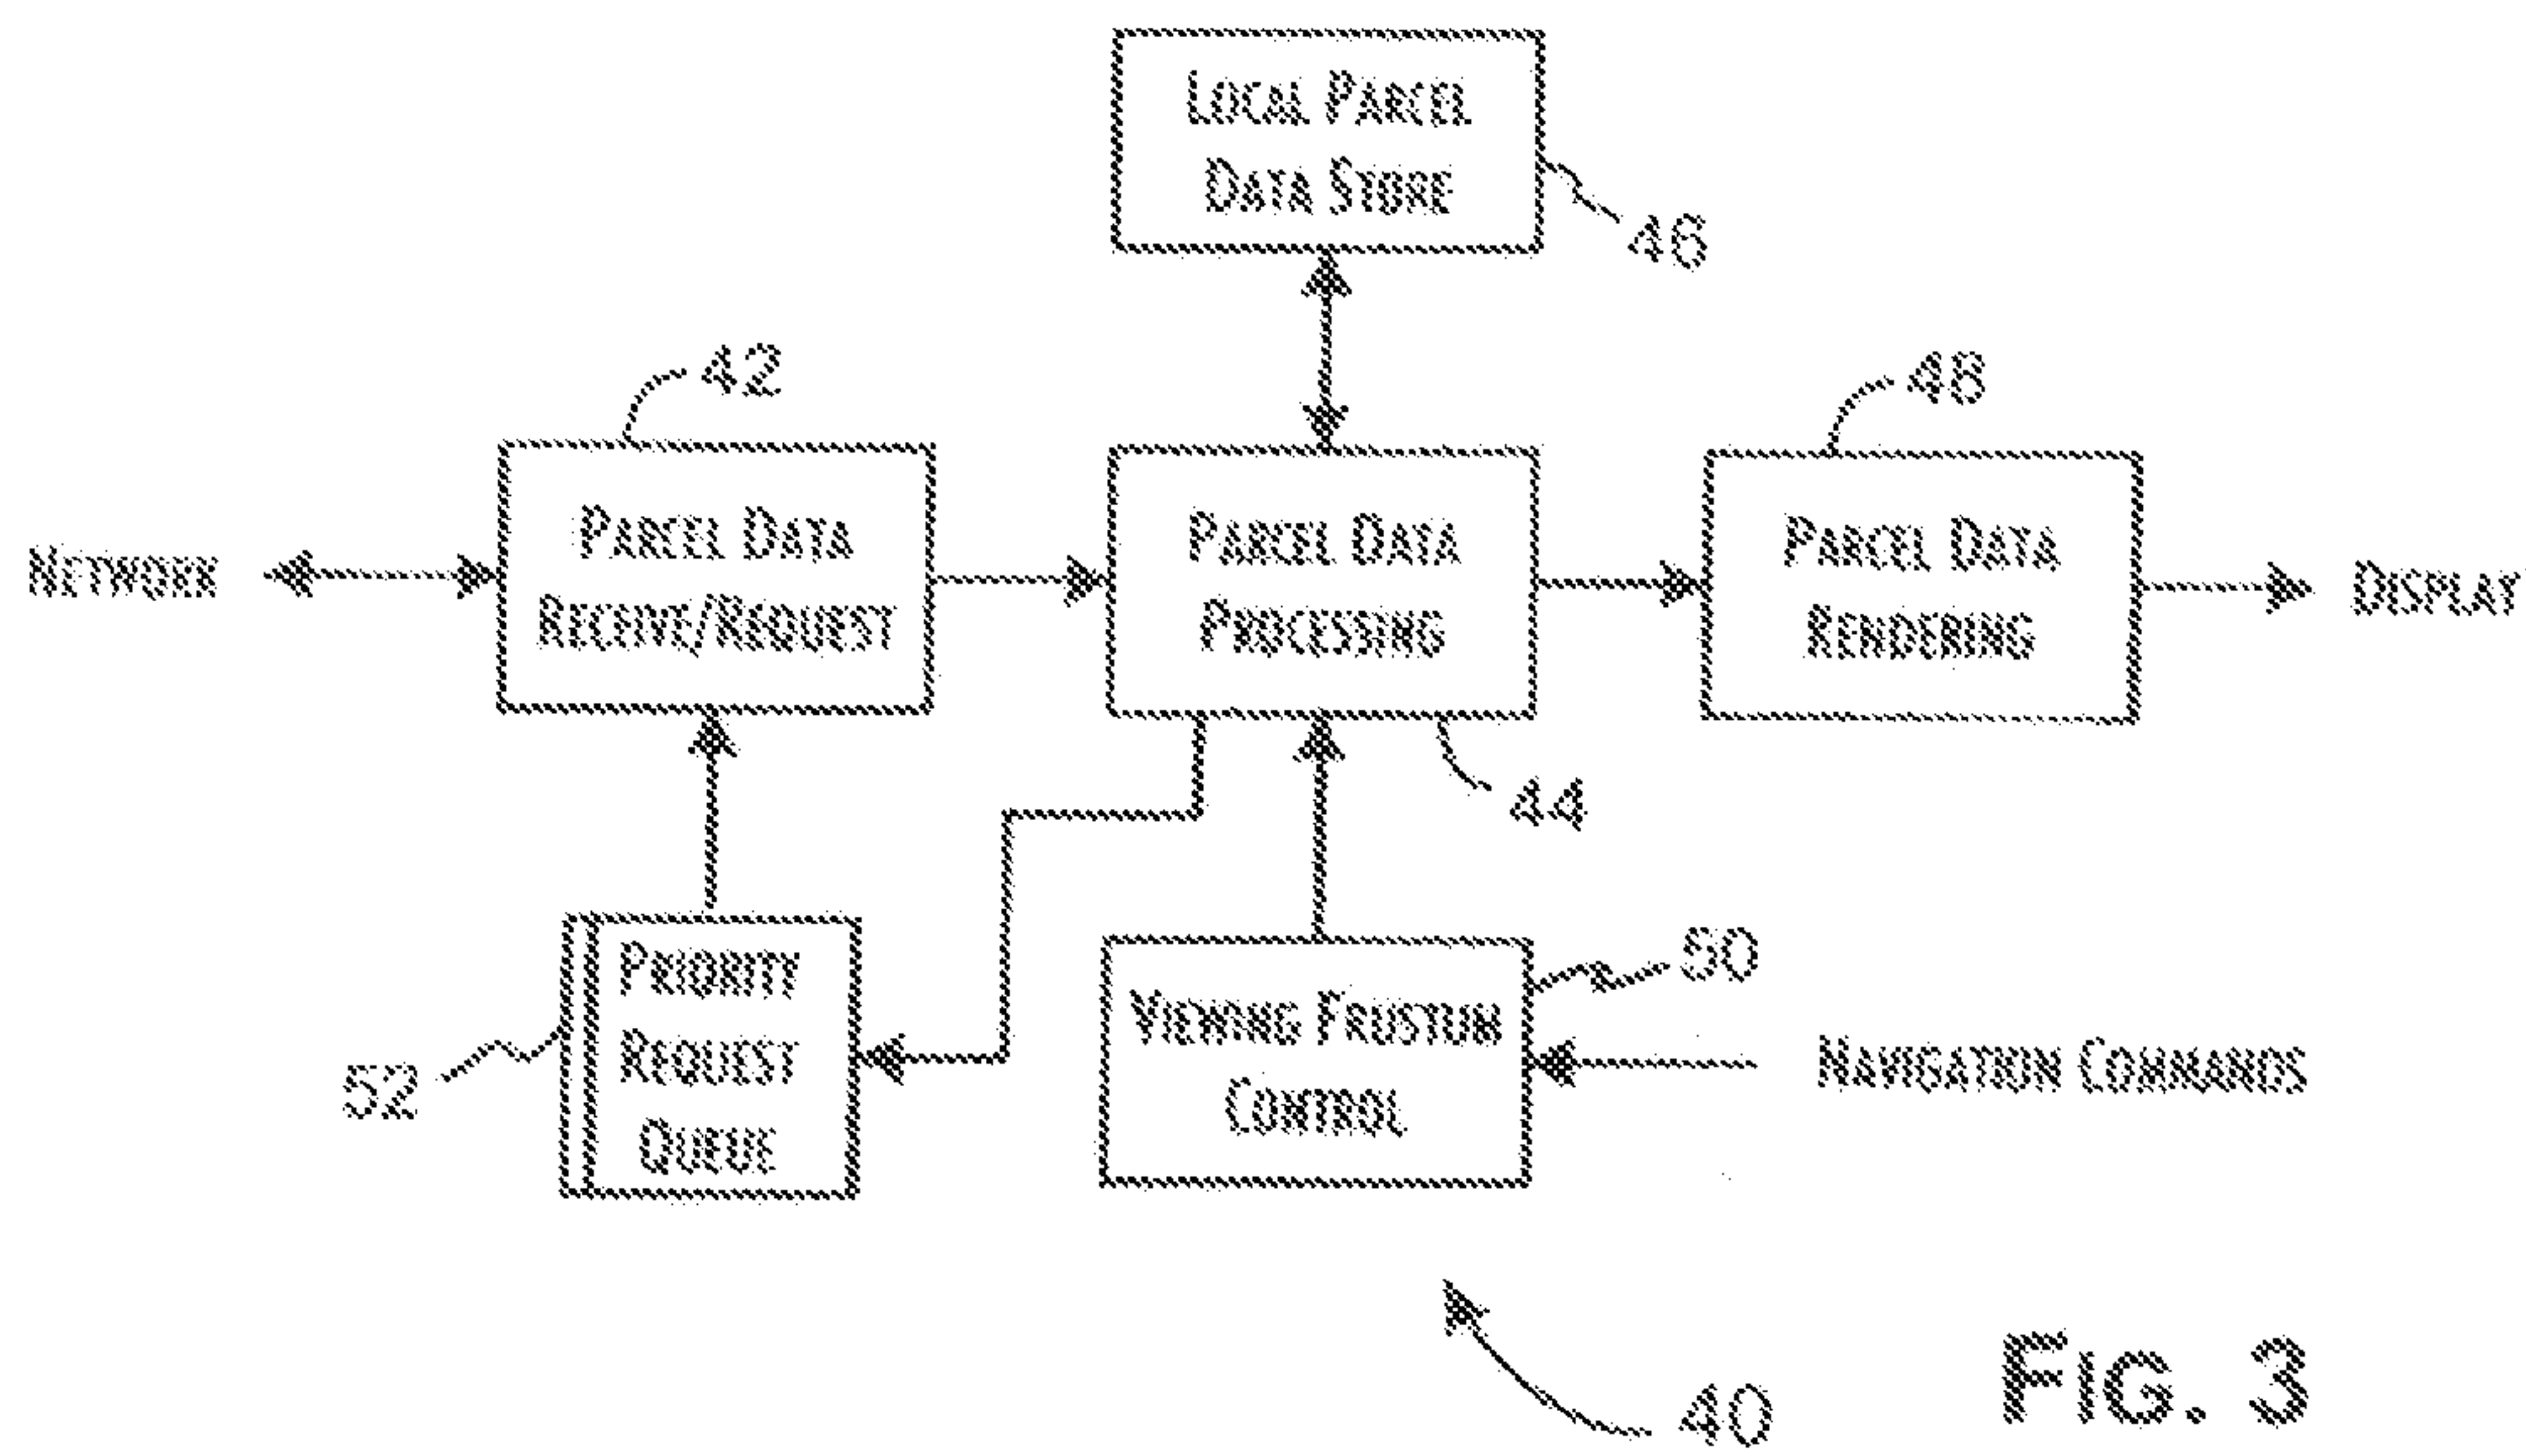 LOCAL PARCEL
DATA STORE
46
42
48
NETWORK
PARCEL DATA
RECEIVE/REQUEST
PARCEL DATA
PROCESSING
PARCEL DATA
RENDERING
DISPLAY
44
PRIORITY
REQUEST
QUEUE
52
VIEWING FRUSTUM
CONTROL
50
NAVIGATION COMMANDS
40
FIG. 3